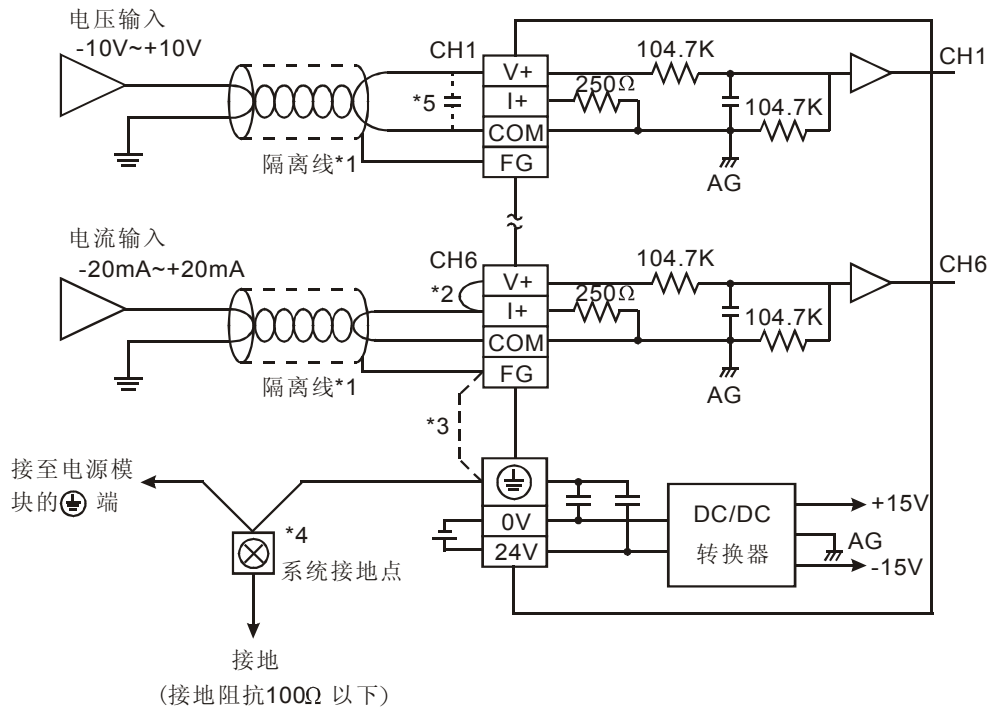 电压输入
-10V~+10V
CH1
V+
I+
COM
FG
*5
隔离线*1
104.7K
250Ω
104.7K
AG
CH1
电流输入
-20mA~+20mA
CH6
V+
I+
COM
FG
*2
隔离线*1
104.7K
250Ω
104.7K
AG
CH6
*3
接至电源模
块的 端
*4
系统接地点
接地
(接地阻抗100Ω 以下)
0V
24V
DC/DC
转换器
+15V
AG
-15V